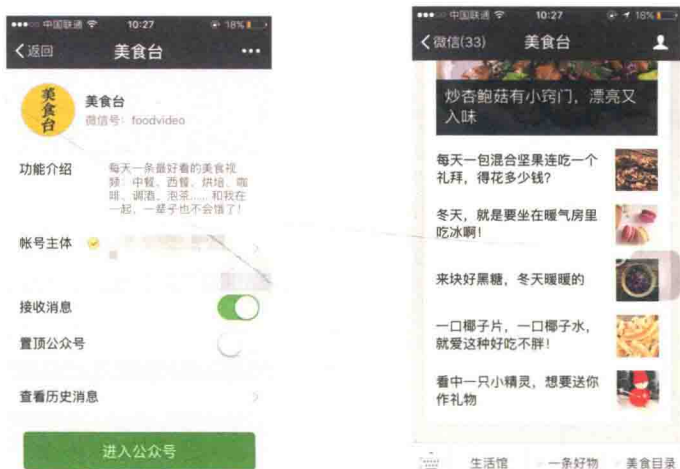 中国联通 10:27 18%
返回 美食台
美食台
美食台
微信号：foodvideo
功能介绍 每天一条最好看的美食视
频：中餐、西餐、烘培、咖
啡、调酒、泡茶……和我在
一起，一辈子也不会饿了！
帐号主体
接收消息
置顶公众号
查看历史消息
进入公众号
中国联通 10:27 18%
微信(33) 美食台
炒杏鲍菇有小窍门，漂亮又
入味
每天一包混合坚果连吃一个
礼拜，得花多少钱？
冬天，就是要坐在暖气房里
吃冰啊！
来块好黑糖，冬天暖暖的
一口椰子片，一口椰子水，
就爱这种好吃不胖！
看中一只小精灵，想要送你
作礼物
生活馆 一条好物 美食目录